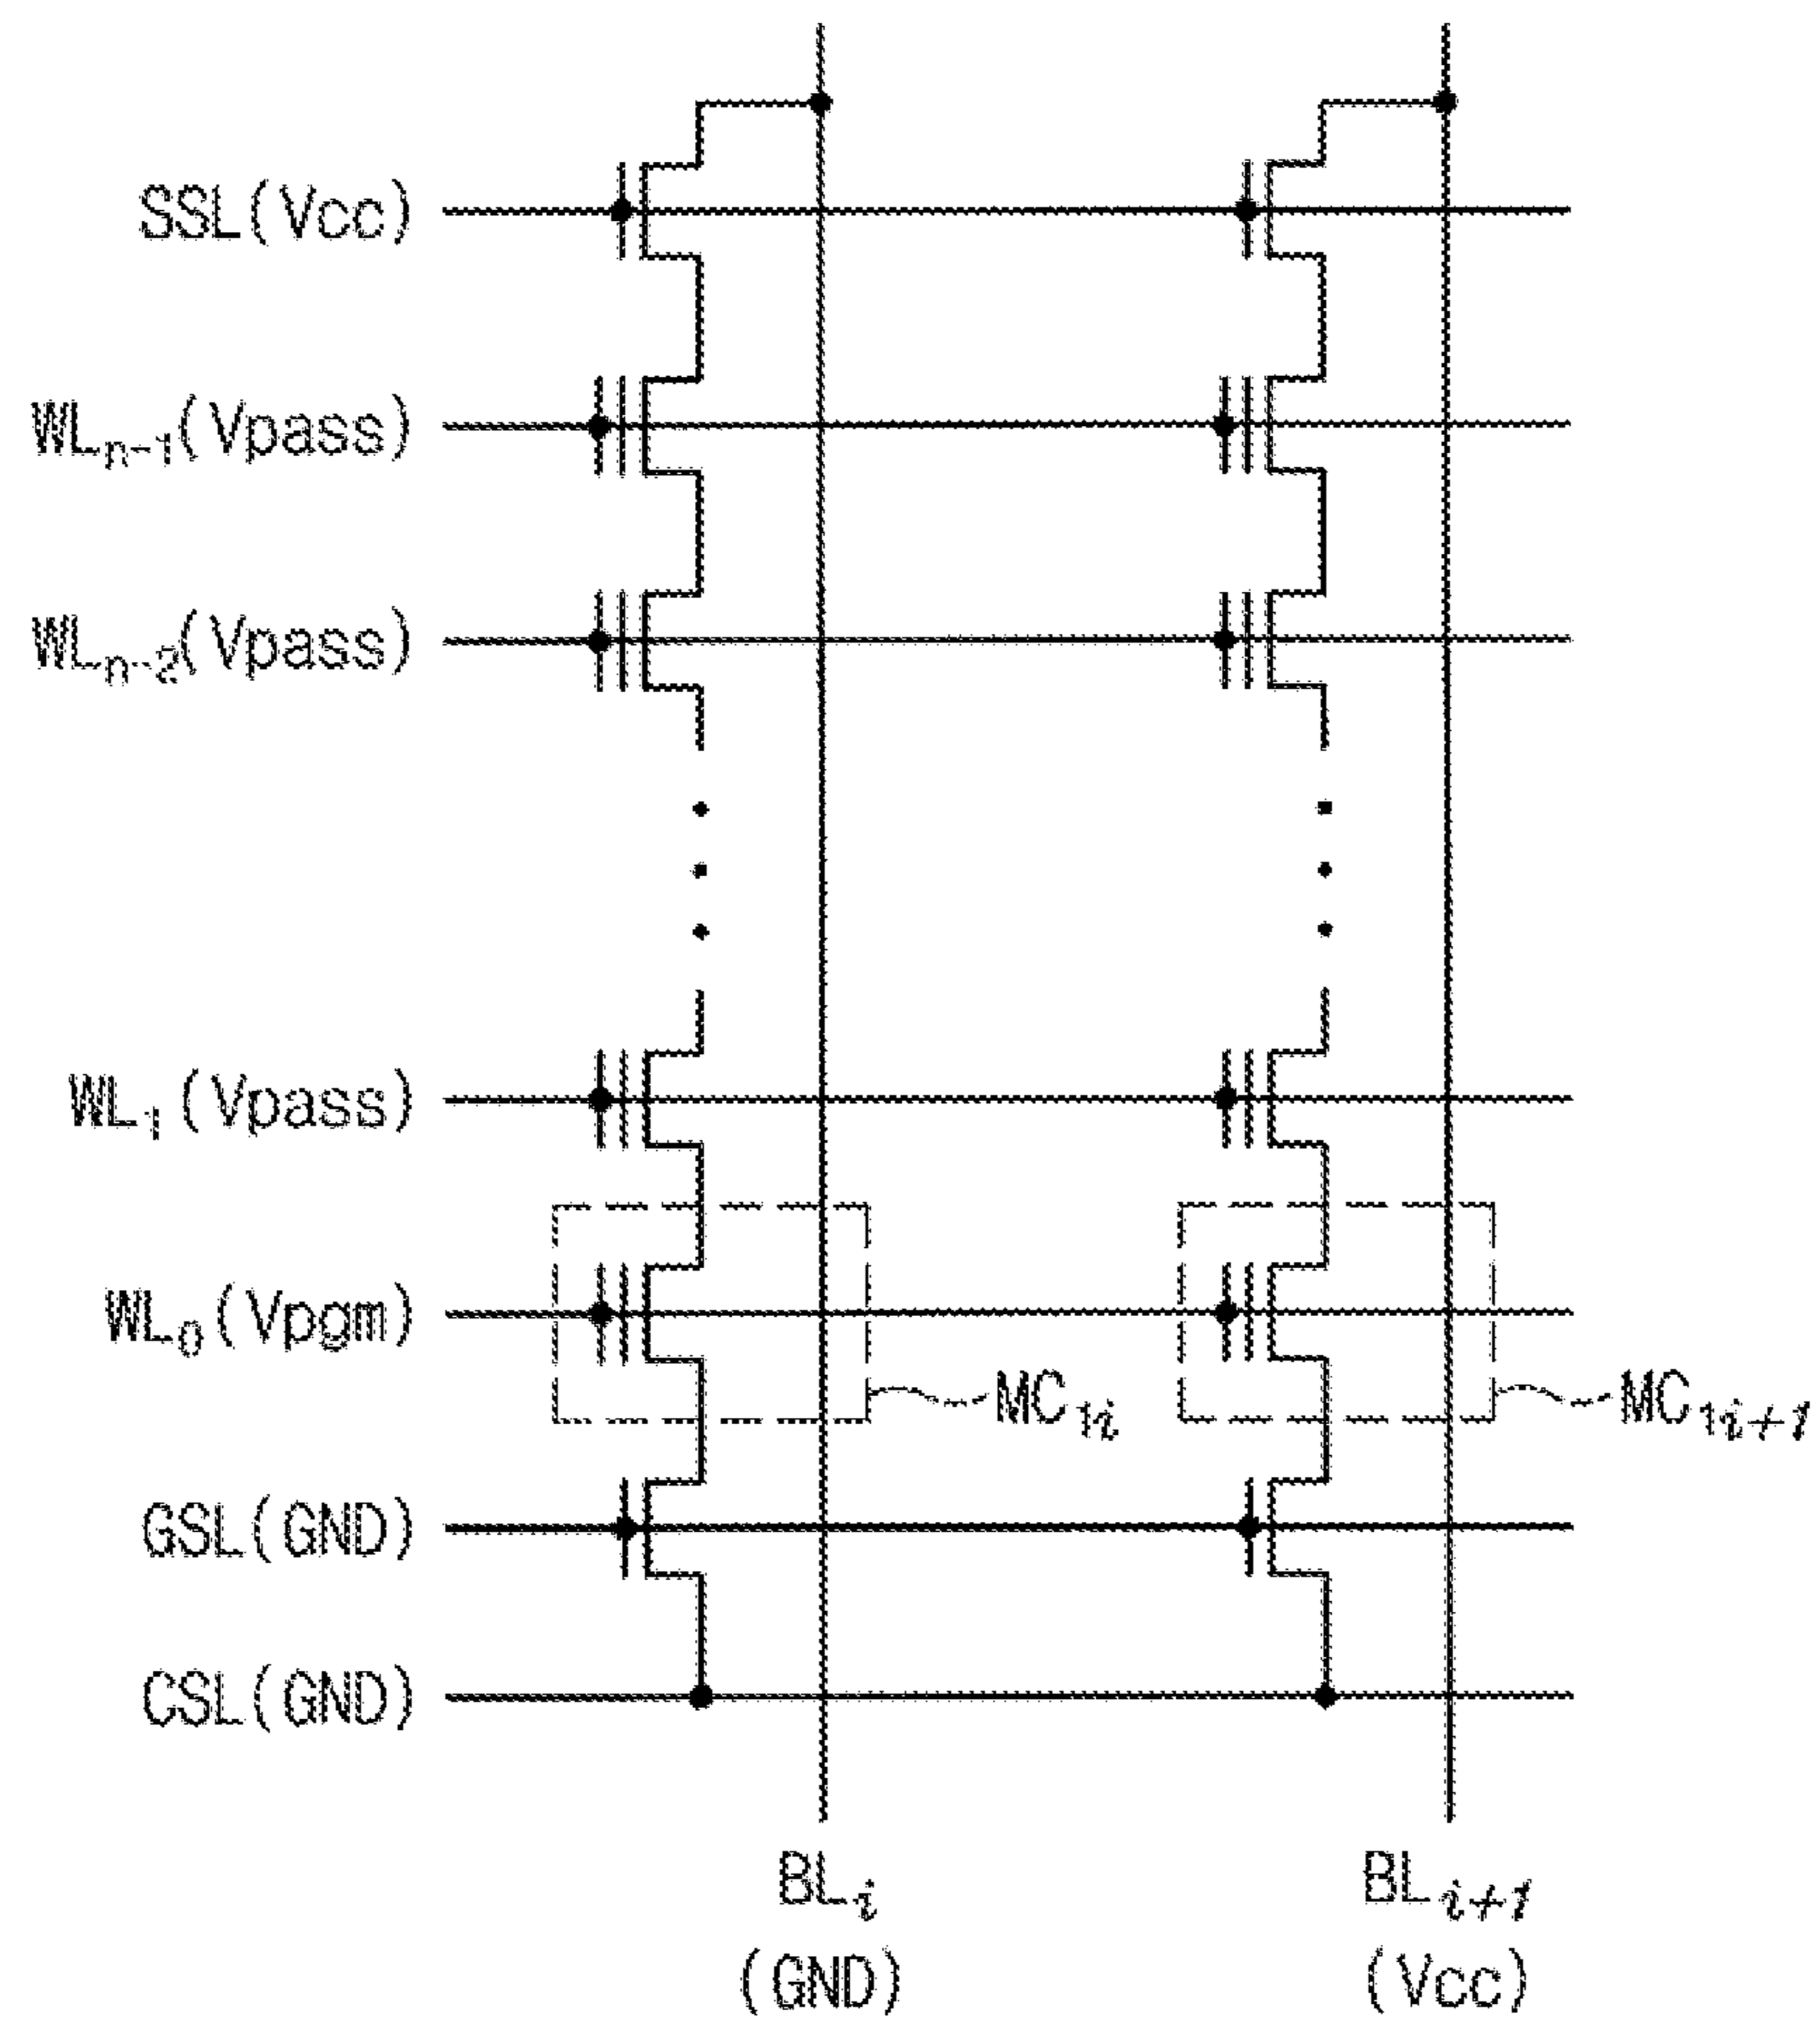 SSL(Vcc)
WLn-1(Vpass)
WLn-2(Vpass)
WL1(Vpass)
WL0(Vpgm)
MC1i
MC1i+1
GSL(GND)
CSL(GND)
BLi
BLi+1
(GND)
(Vcc)